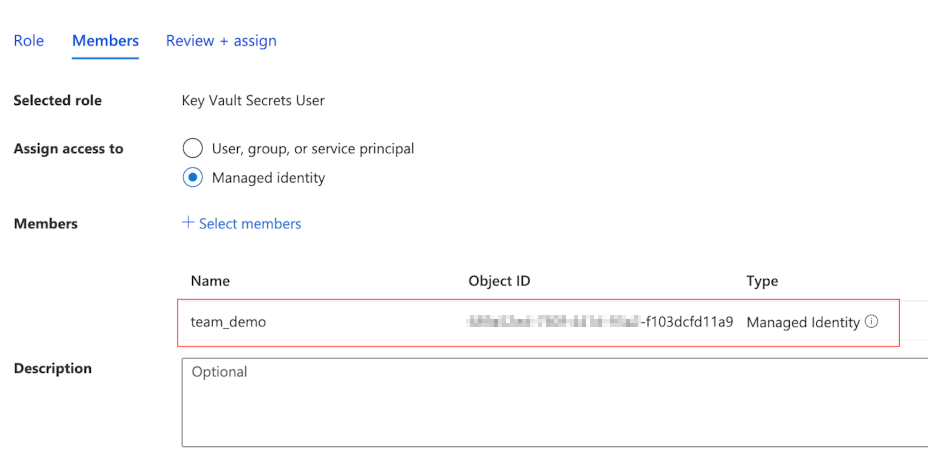 Role Members Review + assign
Selected role Key Vault Secrets User
Assign access to User, group, or service principal
Managed identity
Members + Select members
Name Object ID Type
team_demo -f103dcfd11a9 Managed Identity
Description Optional